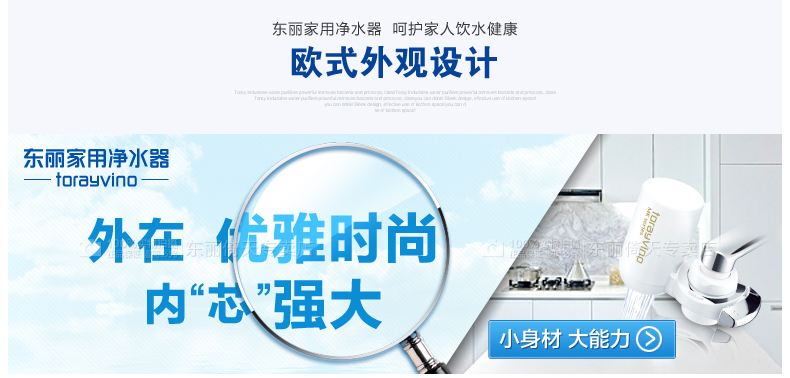 东丽家用净水器 呵护家人饮水健康
欧式外观设计
东丽家用净水器
torayvino
外在 优雅时尚
内“芯”强大
torayvino
小身材 大能力